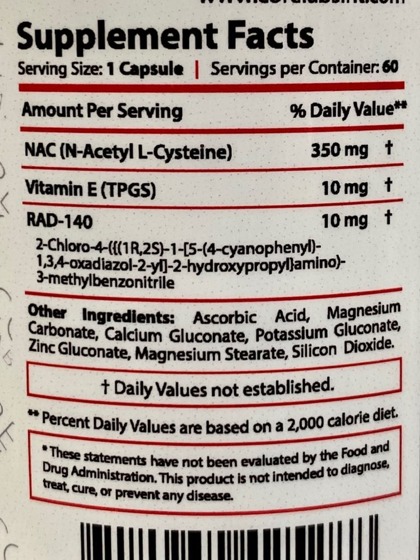 Supplement Facts
Serving Size: 1 Capsule | Servings per Container: 60
Amount Per Serving % Daily Value**
NAC (N-Acetyl L-Cysteine) 350 mg †
Vitamin E (TPGS) 10 mg †
RAD-140 10 mg †
2-Chloro-4-({(1R,2S)-1-[5-(4-cyanophenyl)-
1,3,4-oxadiazol-2-yl]-2-hydroxypropyl}amino)-
3-methylbenzonitrile
Other Ingredients: Ascorbic Acid, Magnesium
Carbonate, Calcium Gluconate, Potassium Gluconate,
Zinc Gluconate, Magnesium Stearate, Silicon Dioxide.
† Daily Values not established.
** Percent Daily Values are based on a 2,000 calorie diet.
* These statements have not been evaluated by the Food and
Drug Administration. This product is not intended to diagnose,
treat, cure, or prevent any disease.